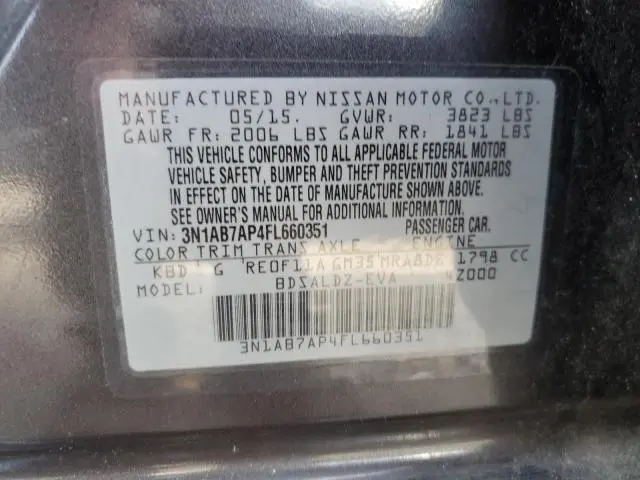 MANUFACTURED BY NISSAN MOTOR CO.,LTD.
DATE: 05/15. GVWR: 3823 LBS
GAWR FR: 2006 LBS GAWR RR: 1841 LBS
THIS VEHICLE CONFORMS TO ALL APPLICABLE FEDERAL MOTOR
VEHICLE SAFETY, BUMPER AND THEFT PREVENTION STANDARDS
IN EFFECT ON THE DATE OF MANUFACTURE SHOWN ABOVE.
SEE OWNER'S MANUAL FOR ADDITIONAL INFORMATION.
VIN: 3N1AB7AP4FL660351 PASSENGER CAR.
COLOR TRIM TRANS AXLE ENGINE
KBD G RE0F11A GM35 MRA8DE 1798 CC
MODEL: BDSALDZ-EVA 42000
3N1AB7AP4FL660351